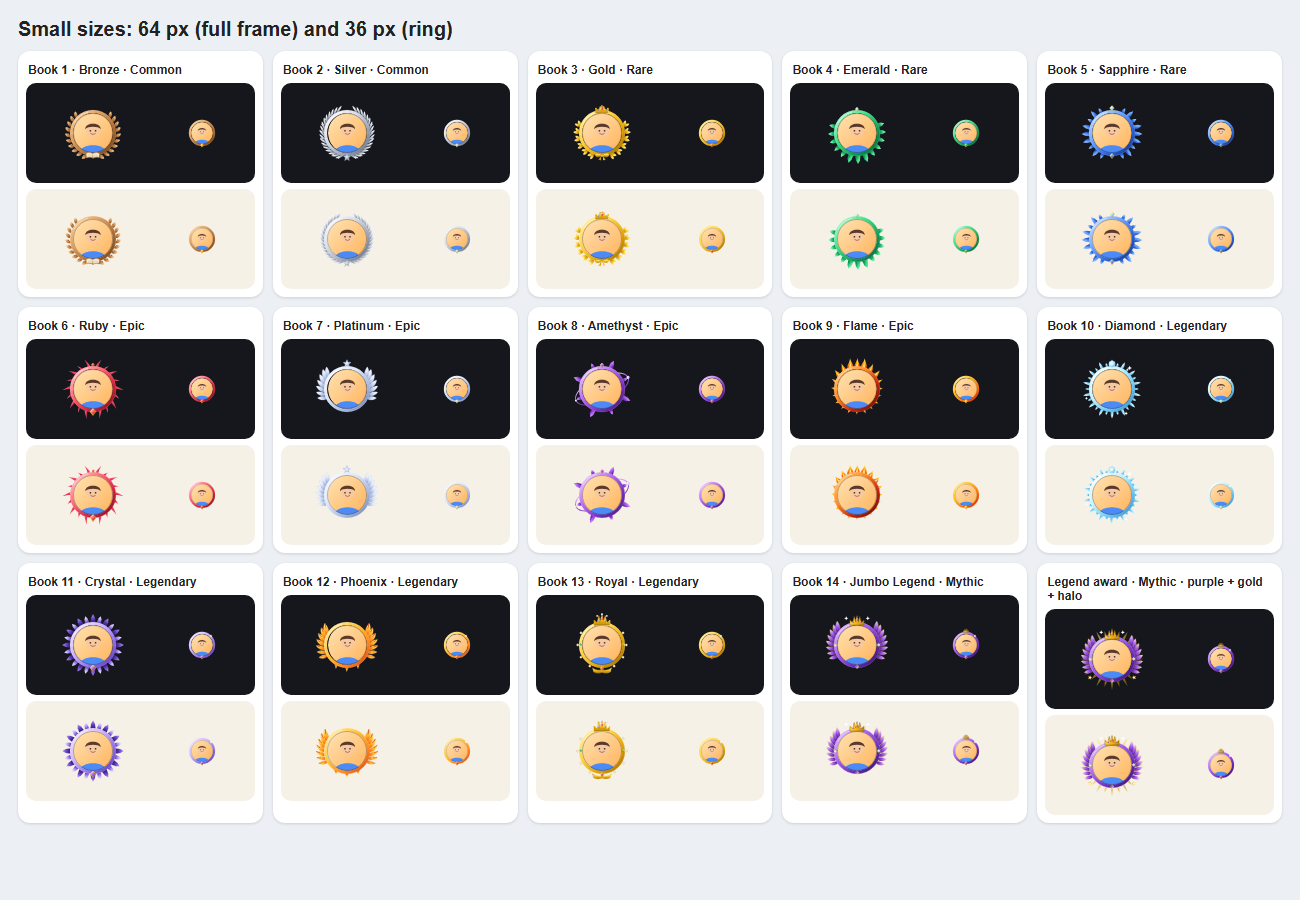 Small sizes: 64 px (full frame) and 36 px (ring)
Book 1 · Bronze · Common
Book 2 · Silver · Common
Book 3 · Gold · Rare
Book 4 · Emerald · Rare
Book 5 · Sapphire · Rare
Book 6 · Ruby · Epic
Book 7 · Platinum · Epic
Book 8 · Amethyst · Epic
Book 9 · Flame · Epic
Book 10 · Diamond · Legendary
Book 11 · Crystal · Legendary
Book 12 · Phoenix · Legendary
Book 13 · Royal · Legendary
Book 14 · Jumbo Legend · Mythic
Legend award · Mythic · purple + gold
+ halo